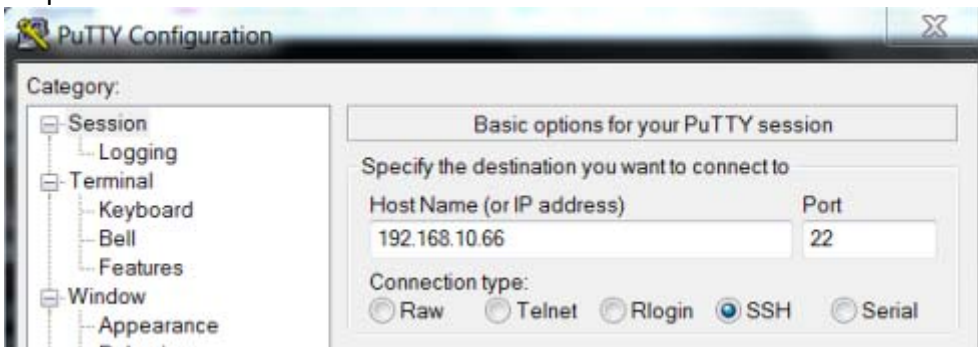 PuTTY Configuration
Category:
Session
Logging
Terminal
Keyboard
Bell
Features
Window
Appearance
Basic options for your PuTTY session
Specify the destination you want to connect to
Host Name (or IP address) Port
192.168.10.66 22
Connection type:
Raw Telnet Rlogin SSH Serial